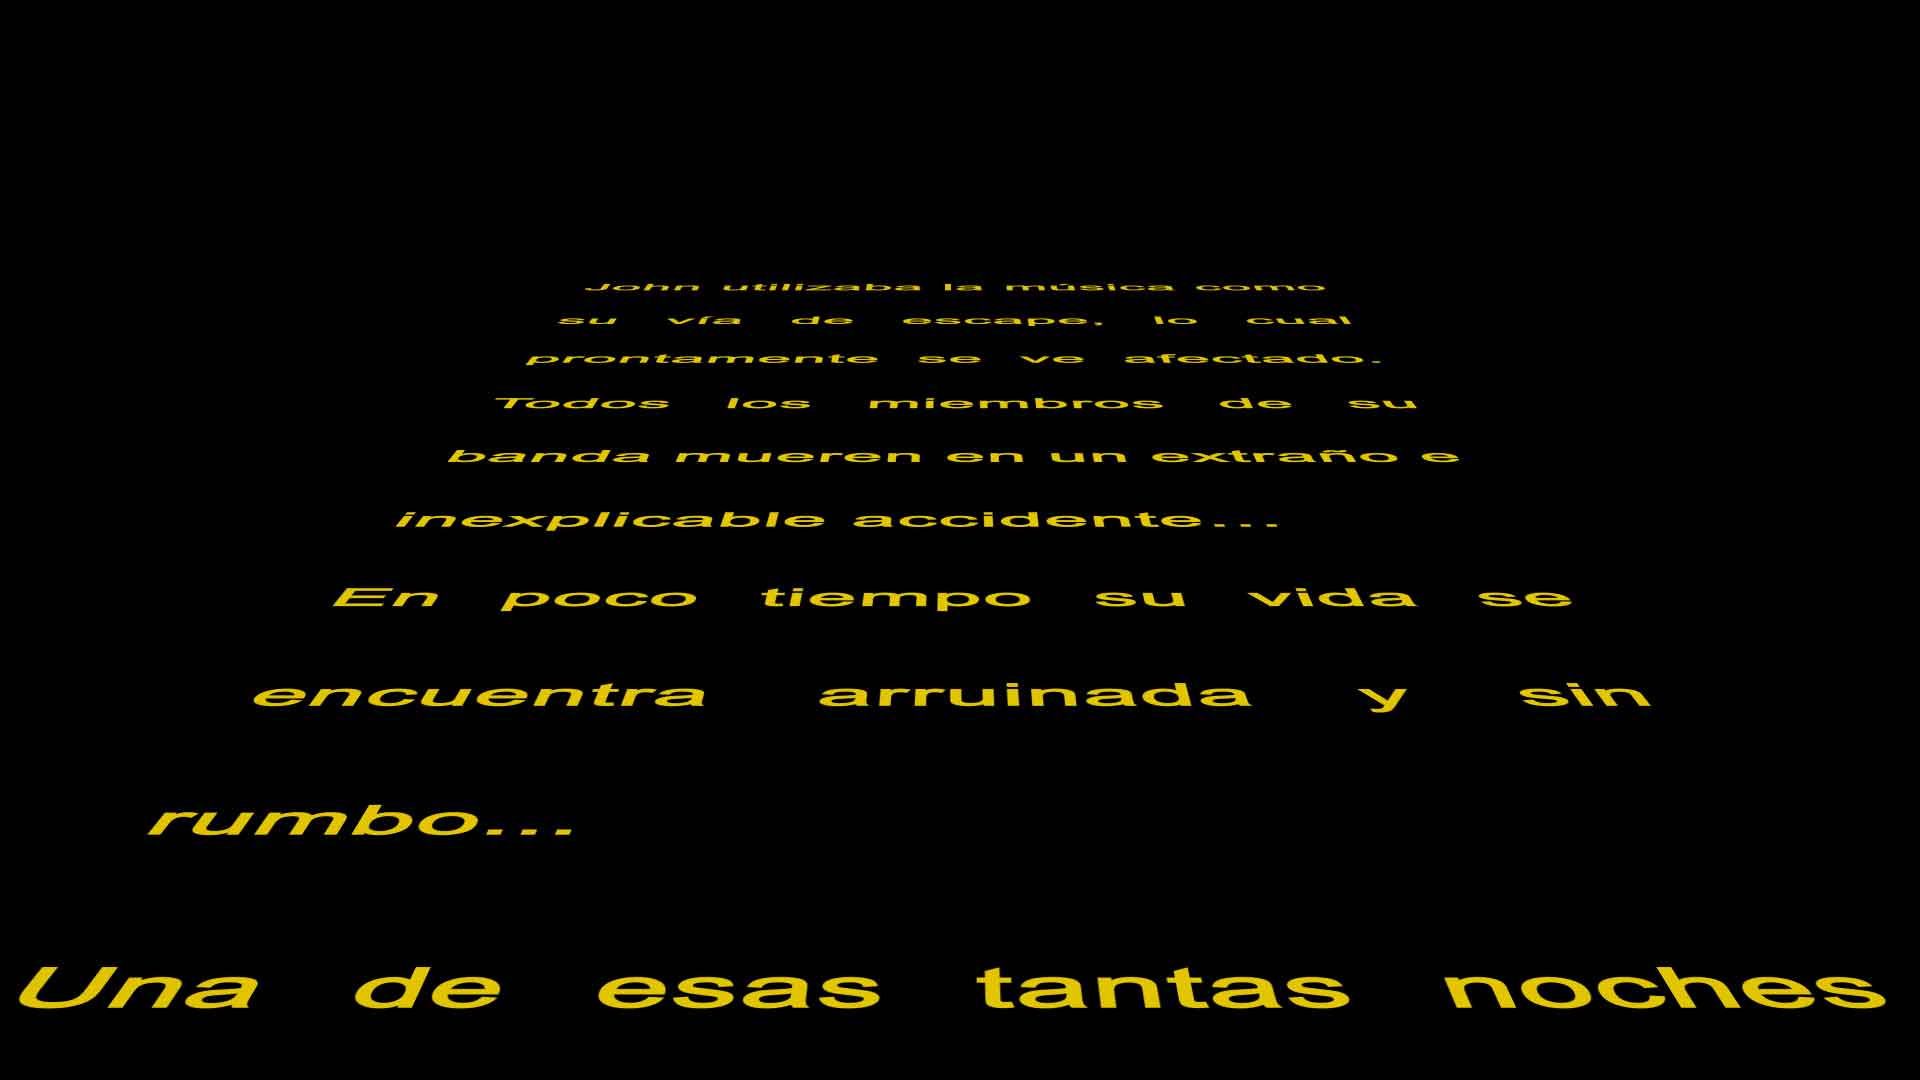 John utilizaba la música como
su vía de escape, lo cual
prontamente se ve afectado.
Todos los miembros de su
banda mueren en un extraño e
inexplicable accidente...
En poco tiempo su vida se
encuentra arruinada y sin
rumbo...
Una de esas tantas noches